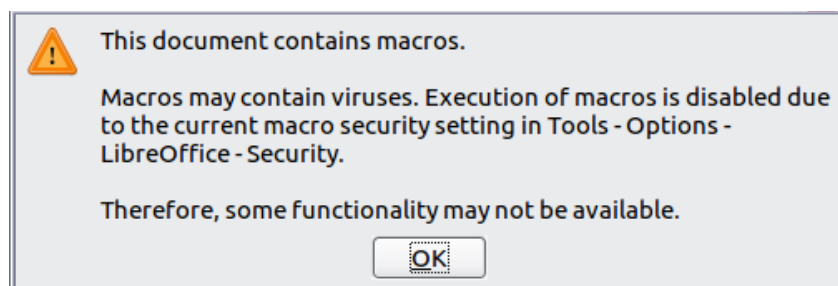 This document contains macros.
Macros may contain viruses. Execution of macros is disabled due
to the current macro security setting in Tools - Options -
LibreOffice - Security.
Therefore, some functionality may not be available.
OK